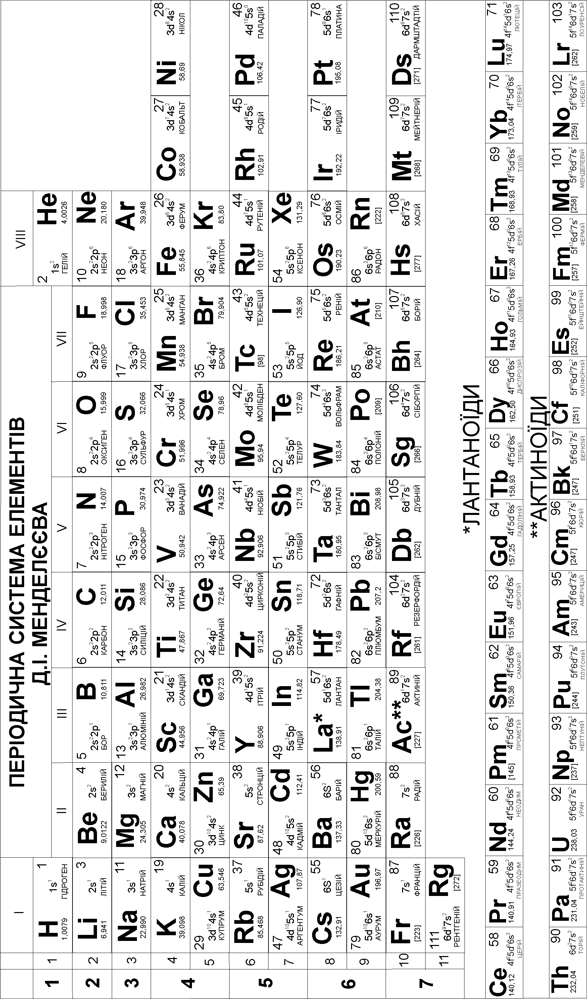 ПЕРІОДИЧНА СИСТЕМА ЕЛЕМЕНТІВ
Д.І. МЕНДЕЛЄЄВА
I II III IV V VI VII VIII
1 1 H 1 1s¹ 1,0079 ГІДРОГЕН 2 He 1s² 4,0026 ГЕЛІЙ
2 2 Li 3 2s¹ 6,941 ЛІТІЙ Be 4 2s² 9,0122 БЕРИЛІЙ 5 B 2s²2p¹ 10,811 БОР 6 C 2s²2p² 12,011 КАРБОН 7 N 2s²2p³ 14,007 НІТРОГЕН 8 O 2s²2p⁴ 15,999 ОКСИГЕН 9 F 2s²2p⁵ 18,998 ФЛУОР 10 Ne 2s²2p⁶ 20,180 НЕОН
3 3 Na 11 3s¹ 22,990 НАТРІЙ Mg 12 3s² 24,305 МАГНІЙ 13 Al 3s²3p¹ 26,982 АЛЮМІНІЙ 14 Si 3s²3p² 28,086 СИЛІЦІЙ 15 P 3s²3p³ 30,974 ФОСФОР 16 S 3s²3p⁴ 32,066 СУЛЬФУР 17 Cl 3s²3p⁵ 35,453 ХЛОР 18 Ar 3s²3p⁶ 39,948 АРГОН
4 4 K 19 4s¹ 39,098 КАЛІЙ Ca 20 4s² 40,078 КАЛЬЦІЙ Sc 21 3d¹4s² 44,956 СКАНДІЙ Ti 22 3d²4s² 47,867 ТИТАН V 23 3d³4s² 50,942 ВАНАДІЙ Cr 24 3d⁵4s¹ 51,996 ХРОМ Mn 25 3d⁵4s² 54,938 МАНГАН Fe 26 3d⁶4s² 55,845 ФЕРУМ Co 27 3d⁷4s² 58,938 КОБАЛЬТ Ni 28 3d⁸4s² 58,69 НІКОЛ
5 29 Cu 3d¹⁰4s¹ 63,546 КУПРУМ 30 Zn 3d¹⁰4s² 65,39 ЦИНК 31 Ga 4s²4p¹ 69,723 ГАЛІЙ 32 Ge 4s²4p² 72,64 ГЕРМАНІЙ 33 As 4s²4p³ 74,922 АРСЕН 34 Se 4s²4p⁴ 78,96 СЕЛЕН 35 Br 4s²4p⁵ 79,904 БРОМ 36 Kr 4s²4p⁶ 83,80 КРИПТОН
5 6 Rb 37 5s¹ 85,468 РУБІДІЙ Sr 38 5s² 87,62 СТРОНЦІЙ Y 39 4d¹5s² 88,906 ІТРІЙ Zr 40 4d²5s² 91,224 ЦИРКОНІЙ Nb 41 4d⁴5s¹ 92,906 НІОБІЙ Mo 42 4d⁵5s¹ 95,94 МОЛІБДЕН Tc 43 4d⁵5s² [98] ТЕХНЕЦІЙ Ru 44 4d⁷5s¹ 101,07 РУТЕНІЙ Rh 45 4d⁸5s¹ 102,91 РОДІЙ Pd 46 4d¹⁰5s⁰ 106,42 ПАЛАДІЙ
7 47 Ag 4d¹⁰5s¹ 107,87 АРГЕНТУМ 48 Cd 4d¹⁰5s² 112,41 КАДМІЙ 49 In 5s²5p¹ 114,82 ІНДІЙ 50 Sn 5s²5p² 118,71 СТАНУМ 51 Sb 5s²5p³ 121,76 СТИБІЙ 52 Te 5s²5p⁴ 127,60 ТЕЛУР 53 I 5s²5p⁵ 126,90 ЙОД 54 Xe 5s²5p⁶ 131,29 КСЕНОН
6 8 Cs 55 6S¹ 132,91 ЦЕЗІЙ Ba 56 6S² 137,33 БАРІЙ La* 57 5d¹6s² 138,91 ЛАНТАН Hf 72 5d²6s² 178,49 ГАФНІЙ Ta 73 5d³6s² 180,95 ТАНТАЛ W 74 5d⁴6s² 183,84 ВОЛЬФРАМ Re 75 5d⁵6s² 186,21 РЕНІЙ Os 76 5d⁶6s² 190,23 ОСМІЙ Ir 77 5d⁷6s² 192,22 ІРИДІЙ Pt 78 5d⁹6s¹ 195,08 ПЛАТИНА
9 79 Au 5d¹⁰6s¹ 196,97 АУРУМ 80 Hg 5d¹⁰6s² 200,59 МЕРКУРІЙ 81 Tl 6s²6p¹ 204,38 ТАЛІЙ 82 Pb 6s²6p² 207,2 ПЛЮМБУМ 83 Bi 6s²6p³ 208,98 БІСМУТ 84 Po 6s²6p⁴ [209] ПОЛОНІЙ 85 At 6s²6p⁵ [210] АСТАТ 86 Rn 6s²6p⁶ [222] РАДОН
7 10 Fr 87 7s¹ [223] ФРАНЦІЙ Ra 88 7s² [226] РАДІЙ Ac** 89 6d¹7s² [227] АКТИНІЙ Rf 104 6d²7s² [261] РЕЗЕРФОРДІЙ Db 105 6d³7s² [262] ДУБНІЙ Sg 106 6d⁴7s² [266] СІБОРГІЙ Bh 107 6d⁵7s² [264] БОРІЙ Hs 108 6d⁶7s² [277] ХАСІЙ Mt 109 6d⁷7s² [268] МЕЙТНЕРІЙ Ds 110 6d⁸7s² [271] ДАРМШТАДТІЙ
11 111 Rg 6d⁹7s² [272] РЕНТГЕНІЙ
*ЛАНТАНОЇДИ
Ce 58 4f²5d⁰6s² 140,12 ЦЕРІЙ Pr 59 4f³5d⁰6s² 140,91 ПРАЗЕОДИМ Nd 60 4f⁴5d⁰6s² 144,24 НЕОДИМ Pm 61 4f⁵5d⁰6s² [145] ПРОМЕТІЙ Sm 62 4f⁶5d⁰6s² 150,36 САМАРІЙ Eu 63 4f⁷5d⁰6s² 151,96 ЄВРОПІЙ Gd 64 4f⁷5d¹6s² 157,25 ГАДОЛІНІЙ Tb 65 4f⁹5d⁰6s² 158,93 ТЕРБІЙ Dy 66 4f¹⁰5d⁰6s² 162,50 ДИСПРОЗІЙ Ho 67 4f¹¹5d⁰6s² 164,93 ГОЛЬМІЙ Er 68 4f¹²5d⁰6s² 167,26 ЕРБІЙ Tm 69 4f¹³5d⁰6s² 168,93 ТУЛІЙ Yb 70 4f¹⁴5d⁰6s² 173,04 ІТЕРБІЙ Lu 71 4f¹⁴5d¹6s² 174,97 ЛЮТЕЦІЙ
**АКТИНОЇДИ
Th 90 6d²7s² 232,04 ТОРІЙ Pa 91 5f²6d¹7s² 231,04 ПРОТАКТИНІЙ U 92 5f³6d¹7s² 238,03 УРАН Np 93 5f⁴6d¹7s² [237] НЕПТУНІЙ Pu 94 5f⁶6d⁰7s² [244] ПЛУТОНІЙ Am 95 5f⁷6d⁰7s² [243] АМЕРИЦІЙ Cm 96 5f⁷6d¹7s² [247] КЮРІЙ Bk 97 5f⁸6d¹7s² [247] БЕРКЛІЙ Cf 98 5f¹⁰6d⁰7s² [251] КАЛІФОРНІЙ Es 99 5f¹¹6d⁰7s² [252] ЕЙНШТЕЙНІЙ Fm 100 5f¹²6d⁰7s² [257] ФЕРМІЙ Md 101 5f¹³6d⁰7s² [258] МЕНДЕЛЕВІЙ No 102 5f¹⁴6d⁰7s² [259] НОБЕЛІЙ Lr 103 5f¹⁴6d¹7s² [262] ЛОУРЕНСІЙ